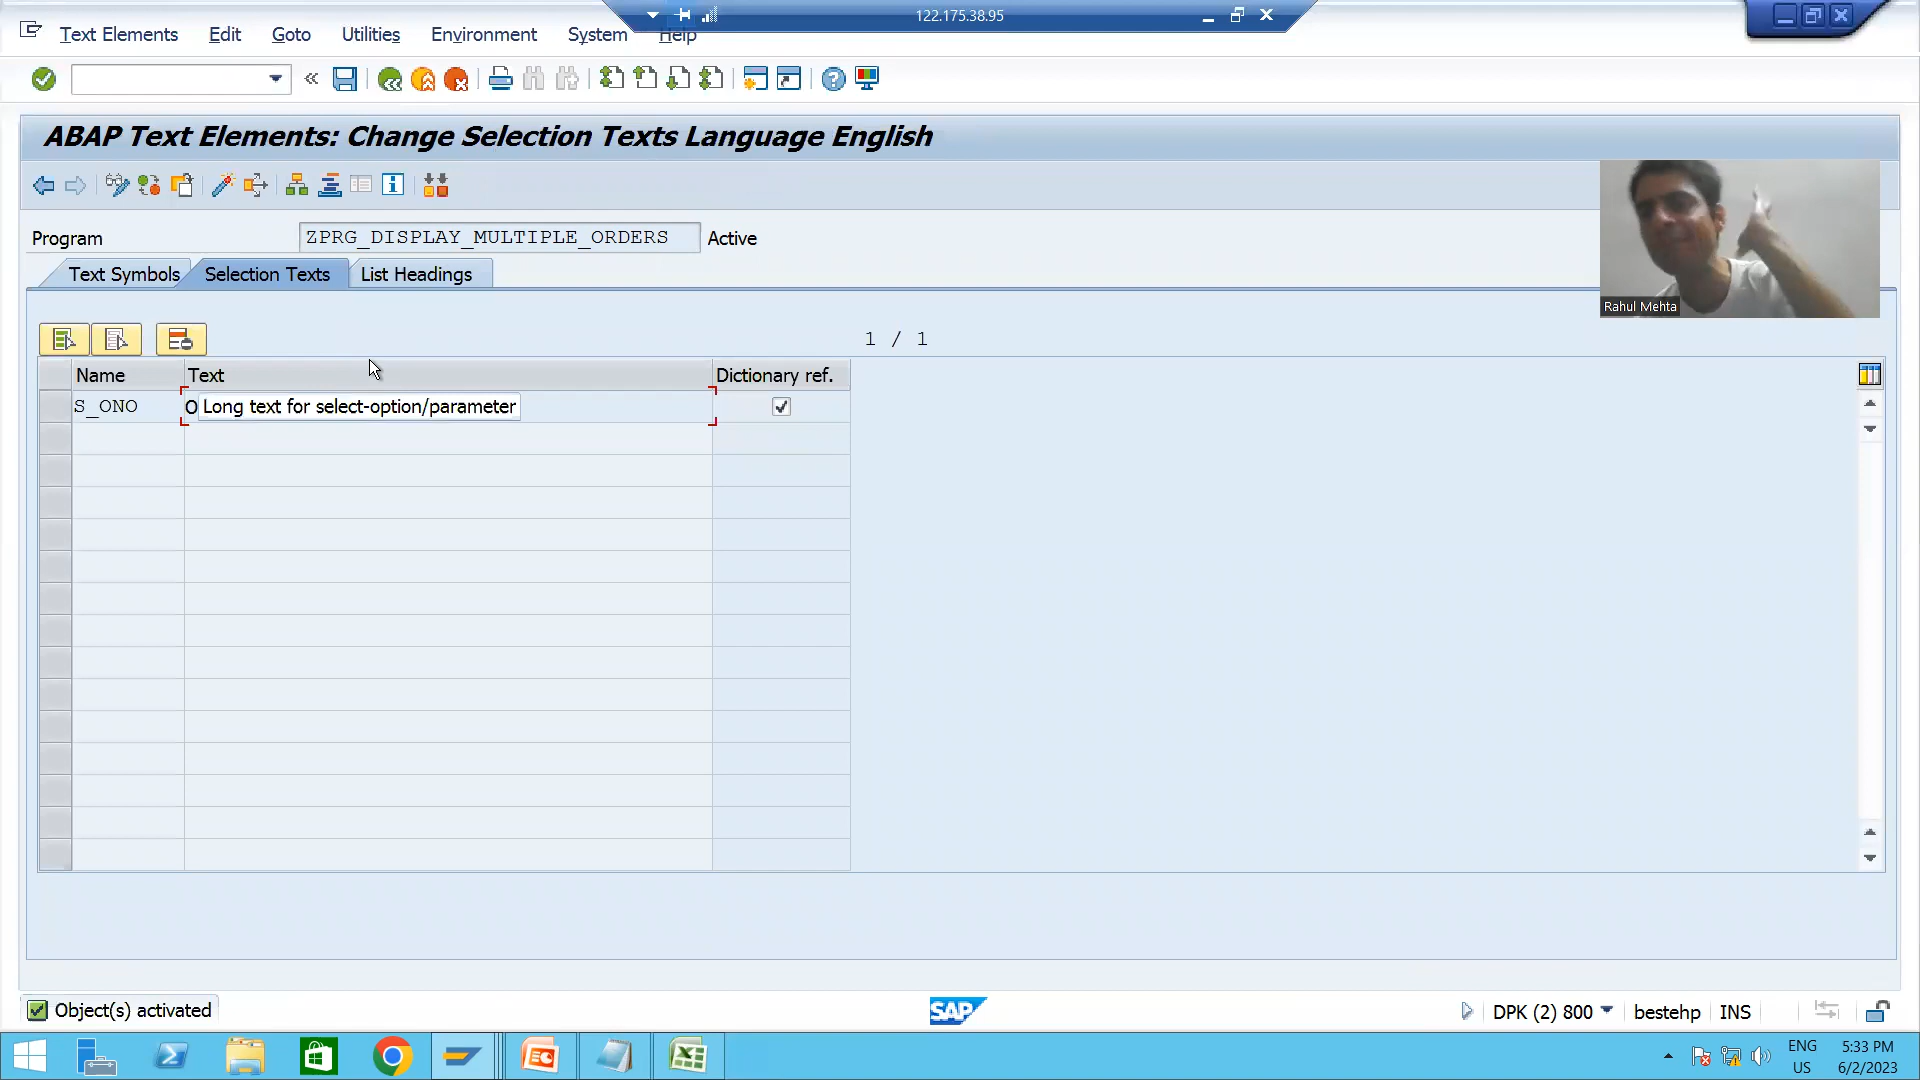 122.175.38.95
Text Elements Edit Goto Utilities Environment System Help
ABAP Text Elements: Change Selection Texts Language English
Rahul Mehta
Program ZPRG_DISPLAY_MULTIPLE_ORDERS Active
Text Symbols Selection Texts List Headings
1 / 1
Name Text Dictionary ref.
S_ONO O Long text for select-option/parameter
Object(s) activated
SAP
DPK (2) 800 bestehp INS
ENG 5:33 PM
US 6/2/2023